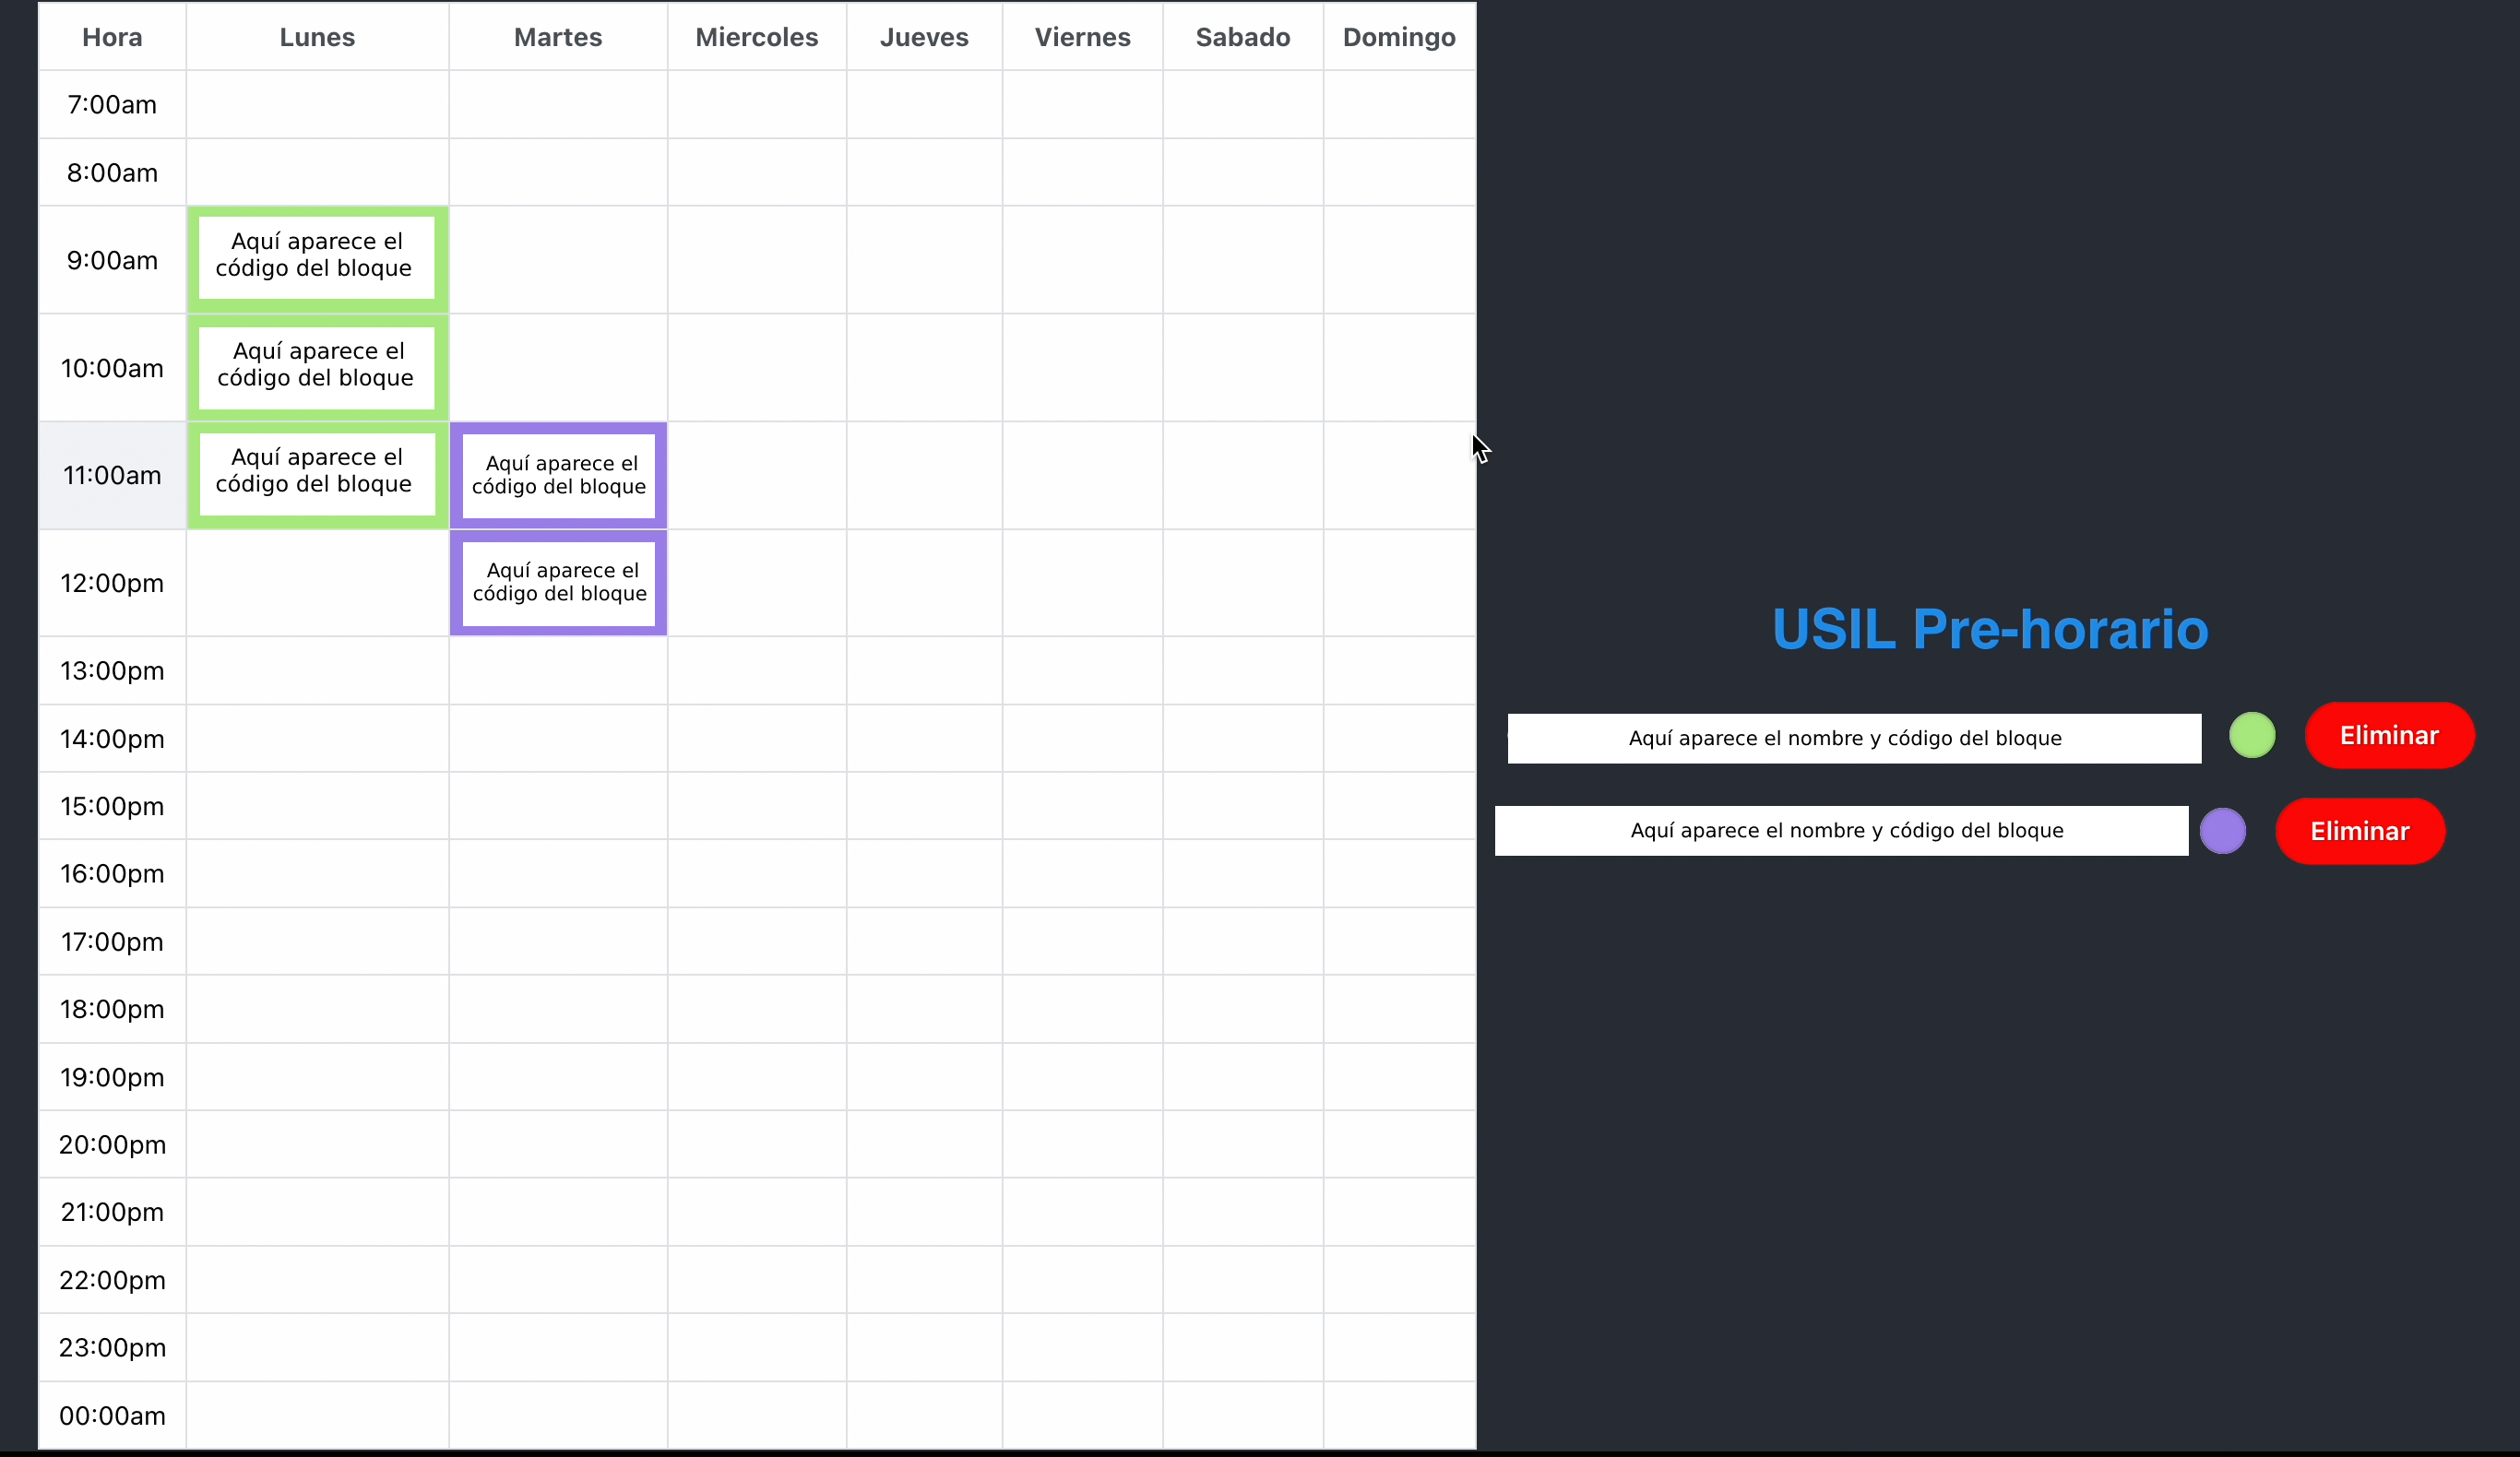 Hora Lunes Martes Miercoles Jueves Viernes Sabado Domingo
7:00am
8:00am
9:00am
Aquí aparece el
código del bloque
10:00am
Aquí aparece el
código del bloque
11:00am
Aquí aparece el
código del bloque
Aquí aparece el
código del bloque
12:00pm
Aquí aparece el
código del bloque
13:00pm
14:00pm
15:00pm
16:00pm
17:00pm
18:00pm
19:00pm
20:00pm
21:00pm
22:00pm
23:00pm
00:00am
USIL Pre-horario
Aquí aparece el nombre y código del bloque
Eliminar
Aquí aparece el nombre y código del bloque
Eliminar